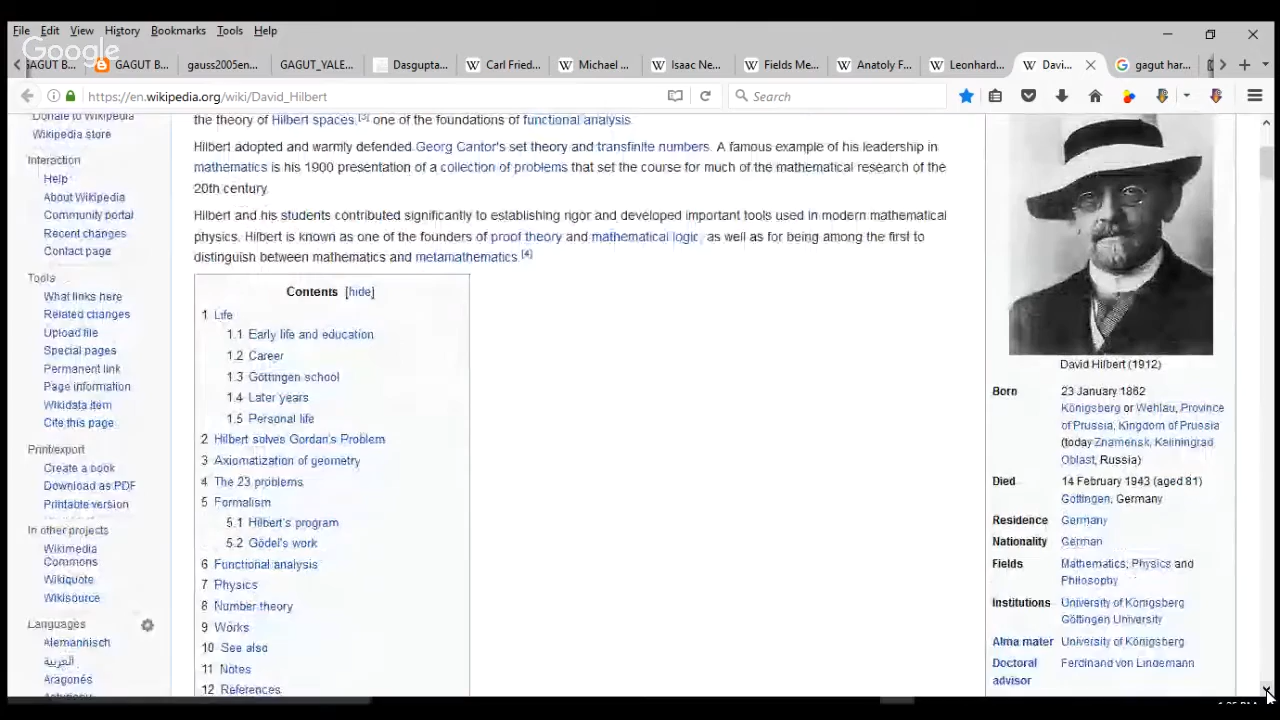 File Edit View History Bookmarks Tools Help
Google
GAGUT B... GAGUT B... gauss2005en... GAGUT_YALE... Dasgupta... Carl Fried... Michael ... Isaac Ne... Fields Me... Anatoly F... Leonhard... Davi... gagut har...
https://en.wikipedia.org/wiki/David_Hilbert Search
Donate to Wikipedia
Wikipedia store
Interaction
Help
About Wikipedia
Community portal
Recent changes
Contact page
Tools
What links here
Related changes
Upload file
Special pages
Permanent link
Page information
Wikidata item
Cite this page
Print/export
Create a book
Download as PDF
Printable version
In other projects
Wikimedia
Commons
Wikiquote
Wikisource
Languages
Alemannisch
العربية
Aragonés
the theory of Hilbert spaces,[3] one of the foundations of functional analysis.
Hilbert adopted and warmly defended Georg Cantor's set theory and transfinite numbers. A famous example of his leadership in
mathematics is his 1900 presentation of a collection of problems that set the course for much of the mathematical research of the
20th century.
Hilbert and his students contributed significantly to establishing rigor and developed important tools used in modern mathematical
physics. Hilbert is known as one of the founders of proof theory and mathematical logic, as well as for being among the first to
distinguish between mathematics and metamathematics.[4]
Contents [hide]
1 Life
1.1 Early life and education
1.2 Career
1.3 Göttingen school
1.4 Later years
1.5 Personal life
2 Hilbert solves Gordan's Problem
3 Axiomatization of geometry
4 The 23 problems
5 Formalism
5.1 Hilbert's program
5.2 Gödel's work
6 Functional analysis
7 Physics
8 Number theory
9 Works
10 See also
11 Notes
12 References
David Hilbert (1912)
Born 23 January 1862
Königsberg or Wehlau, Province
of Prussia, Kingdom of Prussia
(today Znamensk, Kaliningrad
Oblast, Russia)
Died 14 February 1943 (aged 81)
Göttingen, Germany
Residence Germany
Nationality German
Fields Mathematics, Physics and
Philosophy
Institutions University of Königsberg
Göttingen University
Alma mater University of Königsberg
Doctoral Ferdinand von Lindemann
advisor